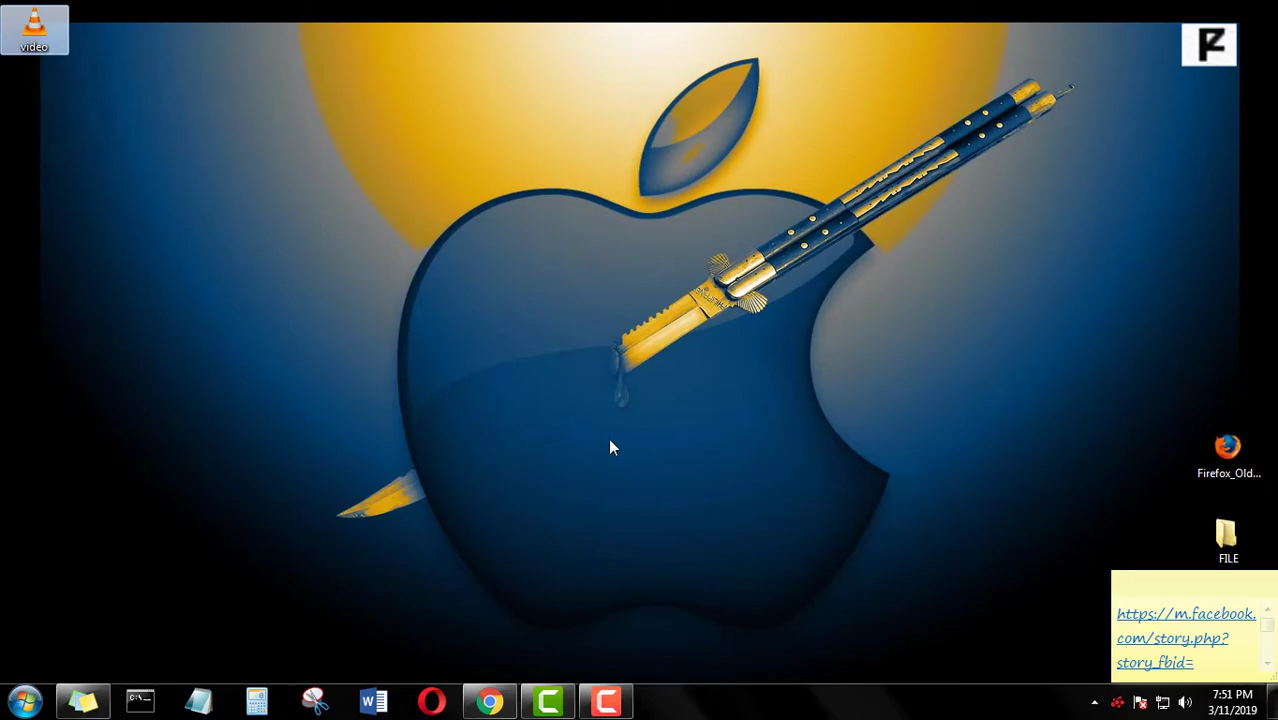 video
Firefox_Old...
FILE
https://m.facebook.
com/story.php?
story_fbid=
C:\_
7:51 PM
3/11/2019